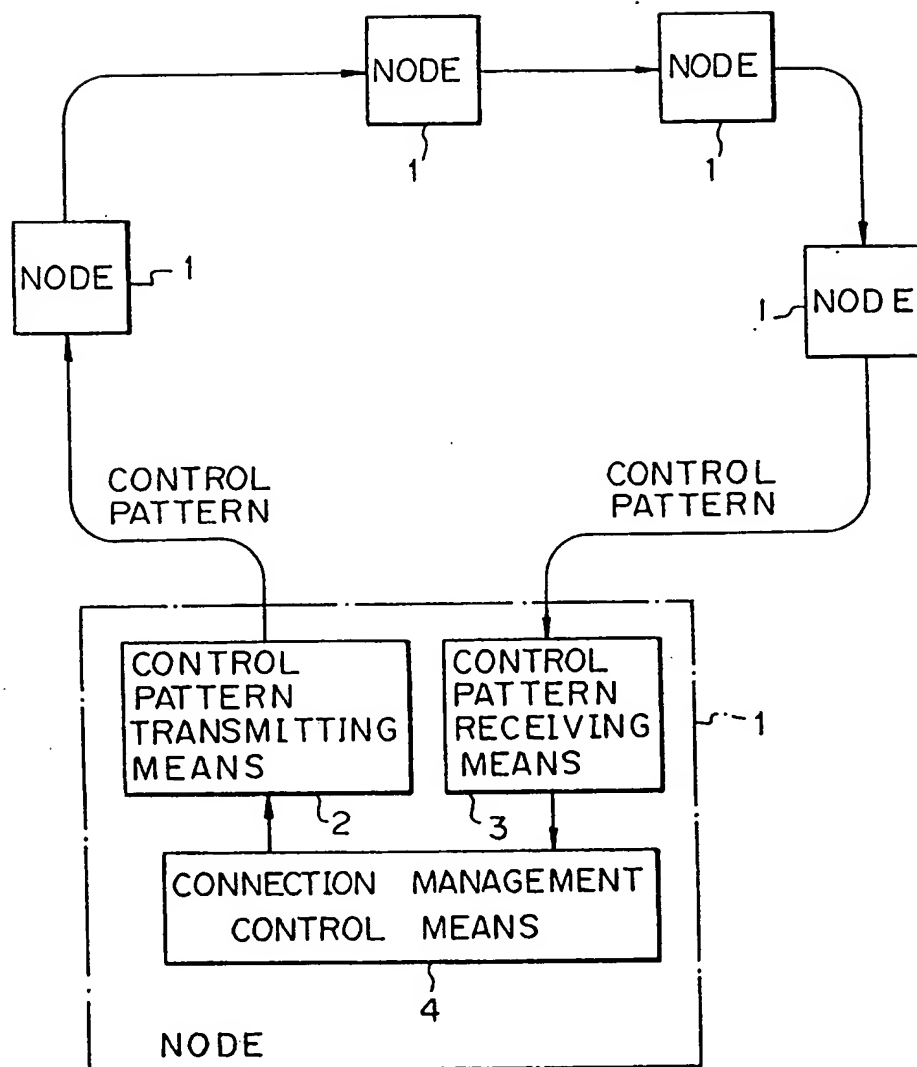 NODE
NODE
1
1
NODE
1
1
NODE
CONTROL
PATTERN
CONTROL
PATTERN
CONTROL
PATTERN
TRANSMITTING
MEANS
CONTROL
PATTERN
RECEIVING
MEANS
1
2
3
CONNECTION MANAGEMENT
CONTROL MEANS
4
NODE